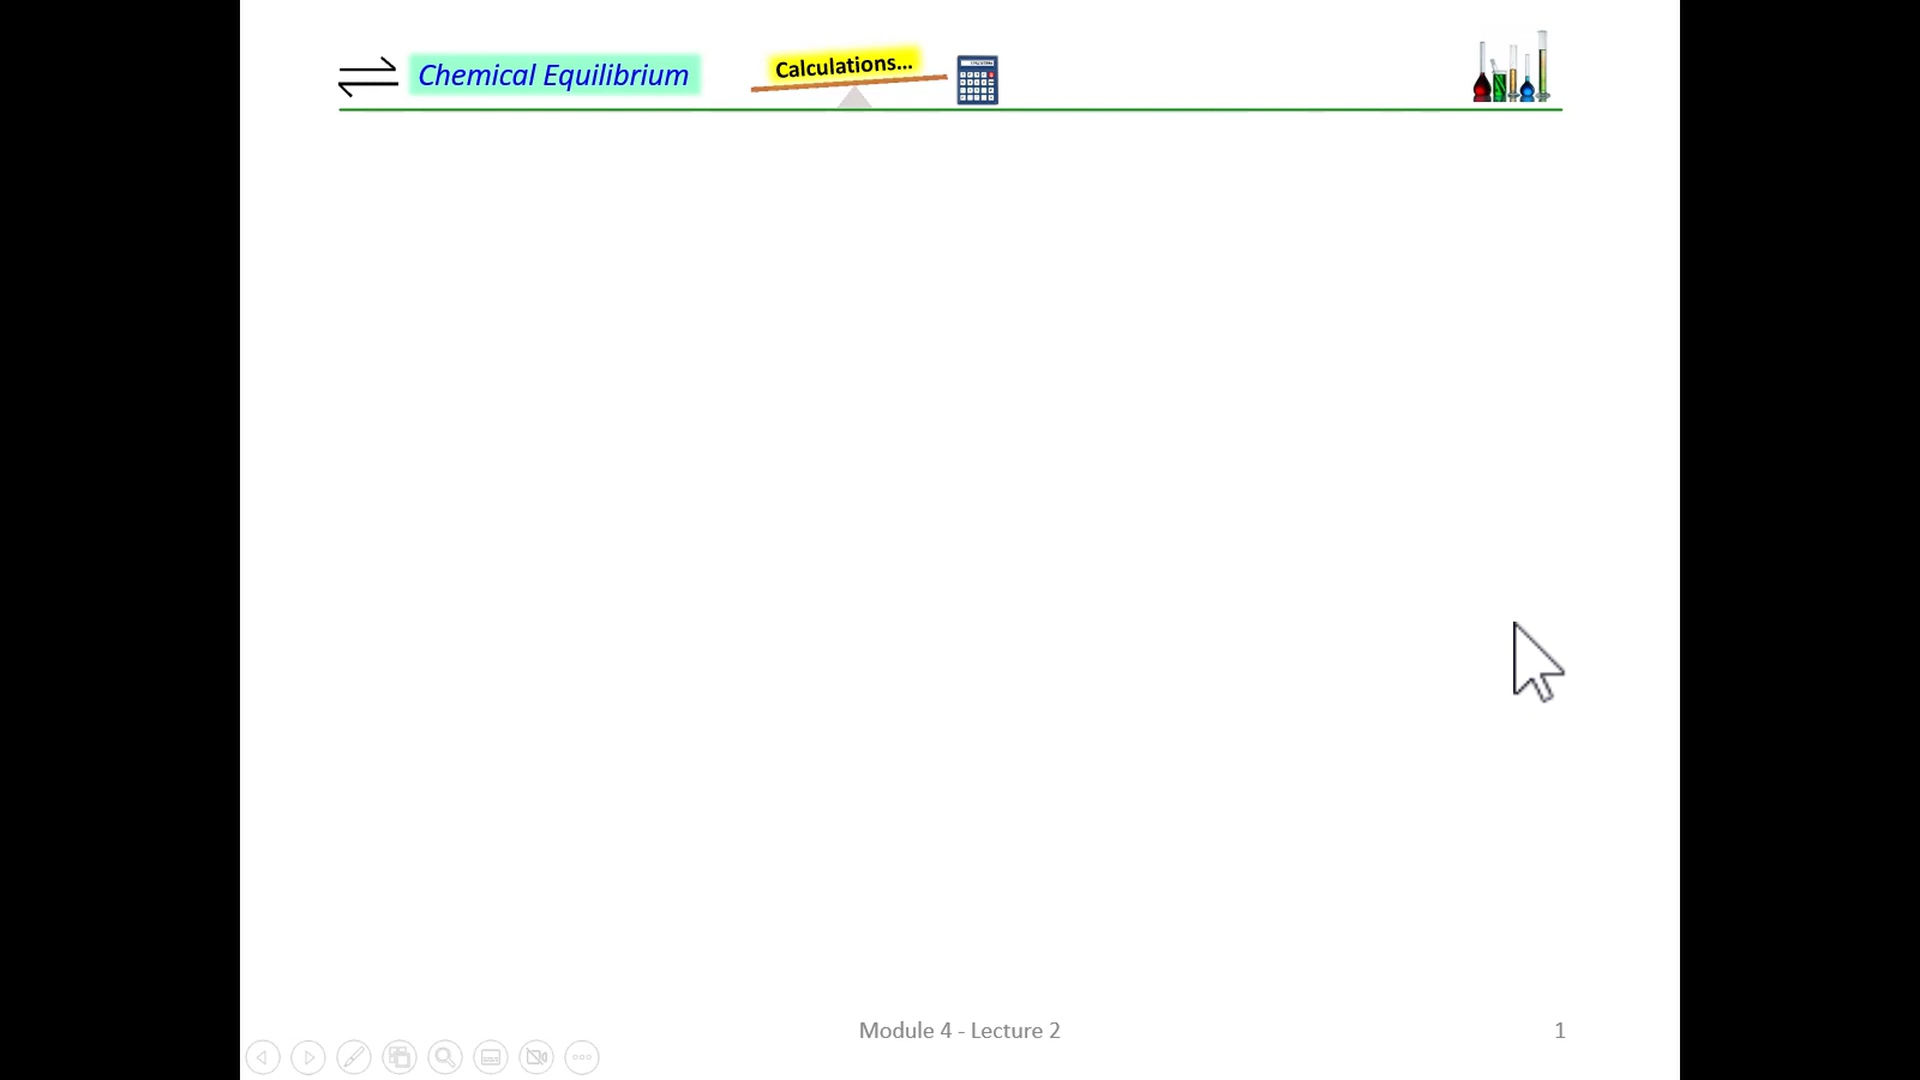 Chemical Equilibrium
Calculations...
Module 4 - Lecture 2
1